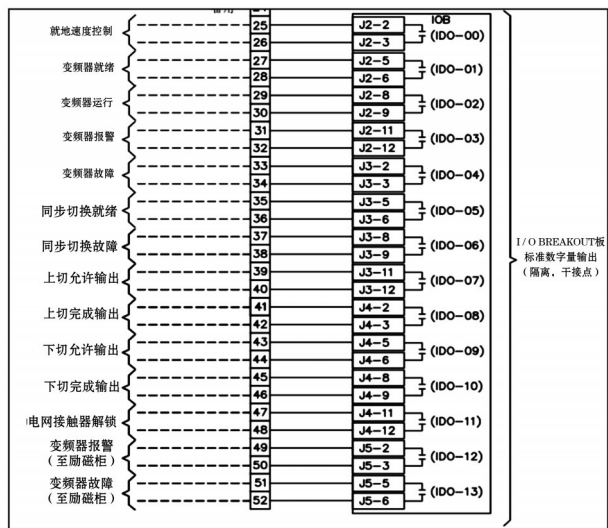 IOB
就地速度控制 25 J2-2 (IDO-00)
26 J2-3
变频器就绪 27 J2-5 (IDO-01)
28 J2-6
变频器运行 29 J2-8 (IDO-02)
30 J2-9
变频器报警 31 J2-11 (IDO-03)
32 J2-12
变频器故障 33 J3-2 (IDO-04)
34 J3-3
同步切换就绪 35 J3-5 (IDO-05)
36 J3-6
同步切换故障 37 J3-8 (IDO-06)
38 J3-9
上切允许输出 39 J3-11 (IDO-07)
40 J3-12
上切完成输出 41 J4-2 (IDO-08)
42 J4-3
下切允许输出 43 J4-5 (IDO-09)
44 J4-6
下切完成输出 45 J4-8 (IDO-10)
46 J4-9
电网接触器解锁 47 J4-11 (IDO-11)
48 J4-12
变频器报警 49 J5-2 (IDO-12)
（至励磁柜） 50 J5-3
变频器故障 51 J5-5 (IDO-13)
（至励磁柜） 52 J5-6
I/O BREAKOUT板
标准数字量输出
（隔离，干接点）